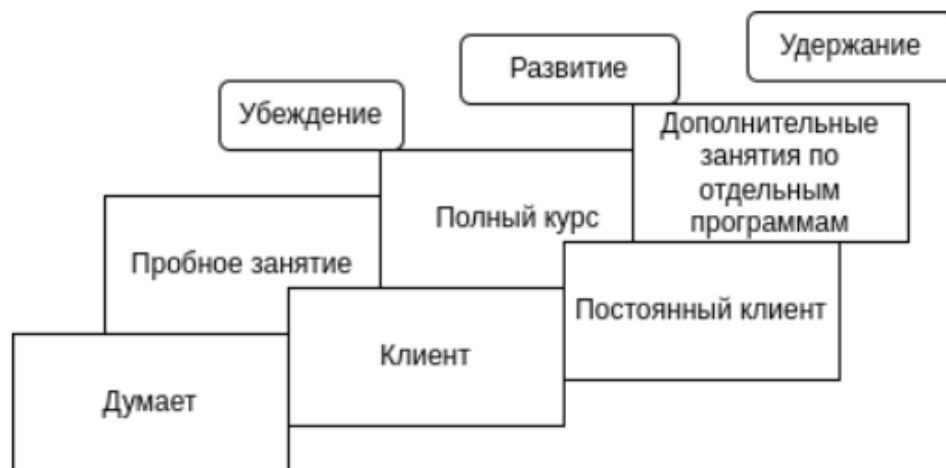 Удержание
Развитие
Убеждение
Дополнительные
занятия по
отдельным
программам
Полный курс
Пробное занятие
Постоянный клиент
Клиент
Думает